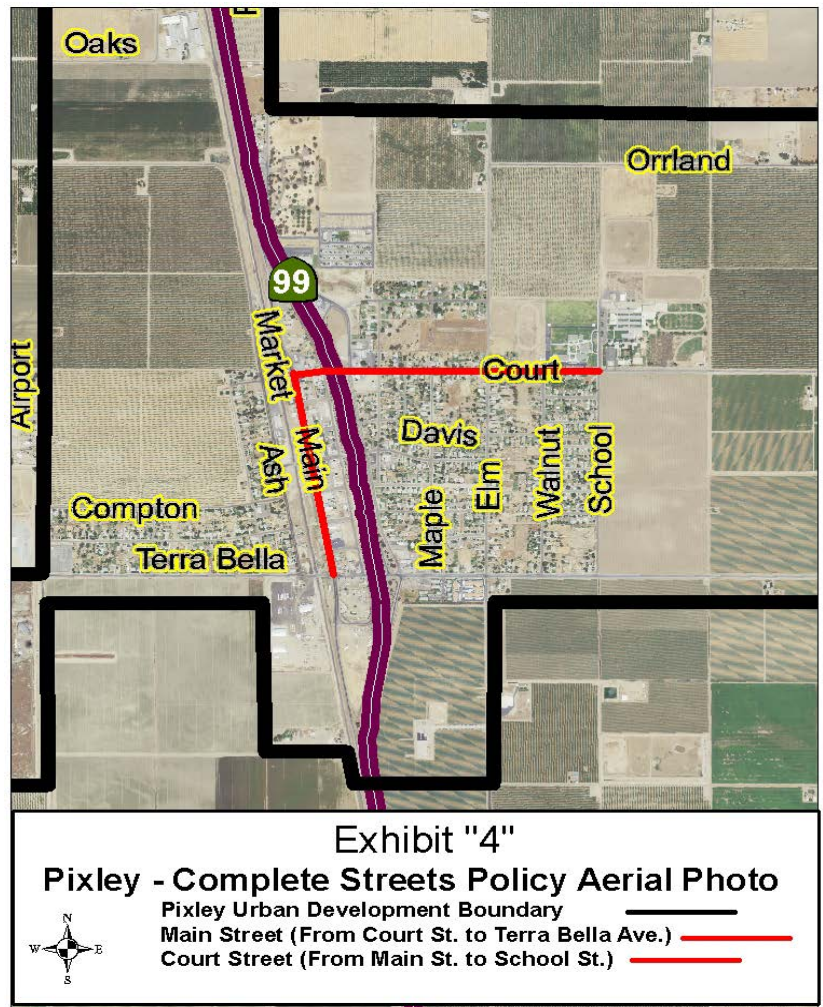 Oaks
Orrland
99
Market
Airport
Court
Davis
Main
Ash
Elm
Walnut
School
Maple
Compton
Terra Bella
Exhibit "4"
Pixley - Complete Streets Policy Aerial Photo
Pixley Urban Development Boundary
Main Street (From Court St. to Terra Bella Ave.)
Court Street (From Main St. to School St.)
N
W E
S